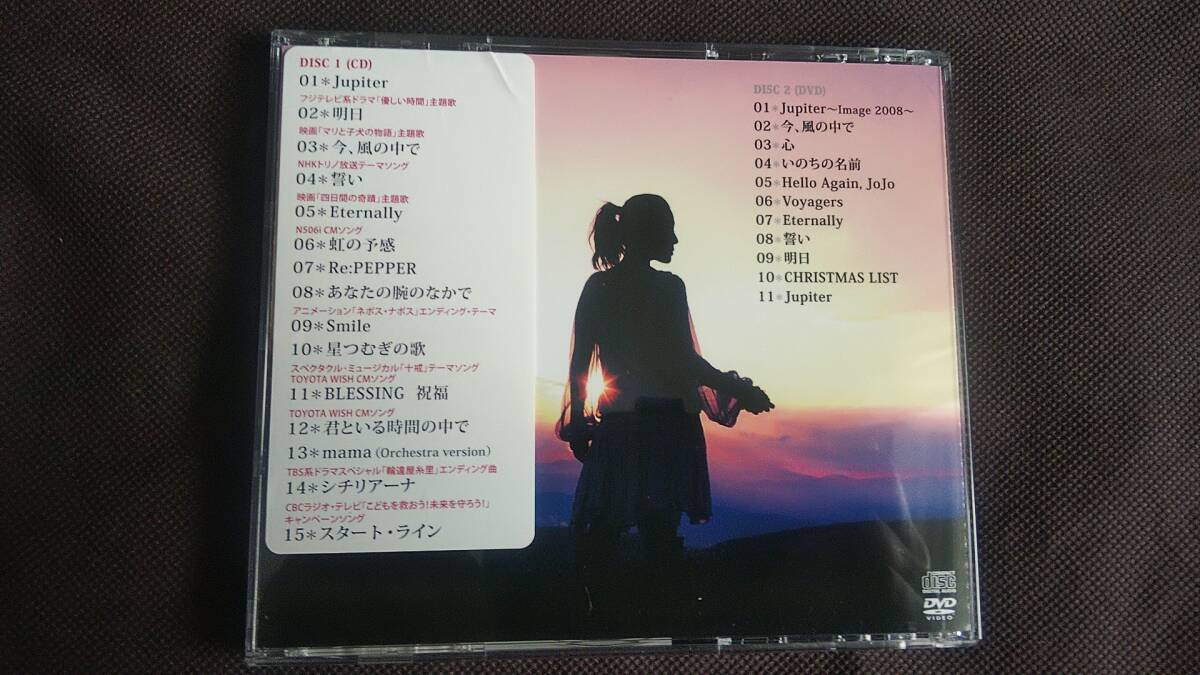 DISC 1 (CD)
01*Jupiter
フジテレビ系ドラマ「優しい時間」主題歌
02*明日
映画「マリと子犬の物語」主題歌
03*今、風の中で
NHKトリノ放送テーマソング
04*誓い
映画「四日間の奇蹟」主題歌
05*Eternally
N506i CMソング
06*虹の予感
07*Re:PEPPER
08*あなたの腕のなかで
アニメーション「ネポス・ナポス」エンディング・テーマ
09*Smile
10*星つむぎの歌
スペクタクル・ミュージカル「十戒」テーマソング
TOYOTA WISH CMソング
11*BLESSING 祝福
TOYOTA WISH CMソング
12*君といる時間の中で
13*mama (Orchestra version)
TBS系ドラマスペシャル「輪違屋糸里」エンディング曲
14*シチリアーナ
CBCラジオ・テレビ「こどもを救おう!未来を守ろう!」
キャンペーンソング
15*スタート・ライン
DISC 2 (DVD)
01*Jupiter～Image 2008～
02*今、風の中で
03*心
04*いのちの名前
05*Hello Again, JoJo
06*Voyagers
07*Eternally
08*誓い
09*明日
10*CHRISTMAS LIST
11*Jupiter
COMPACT
disc
DIGITAL AUDIO
DVD
VIDEO